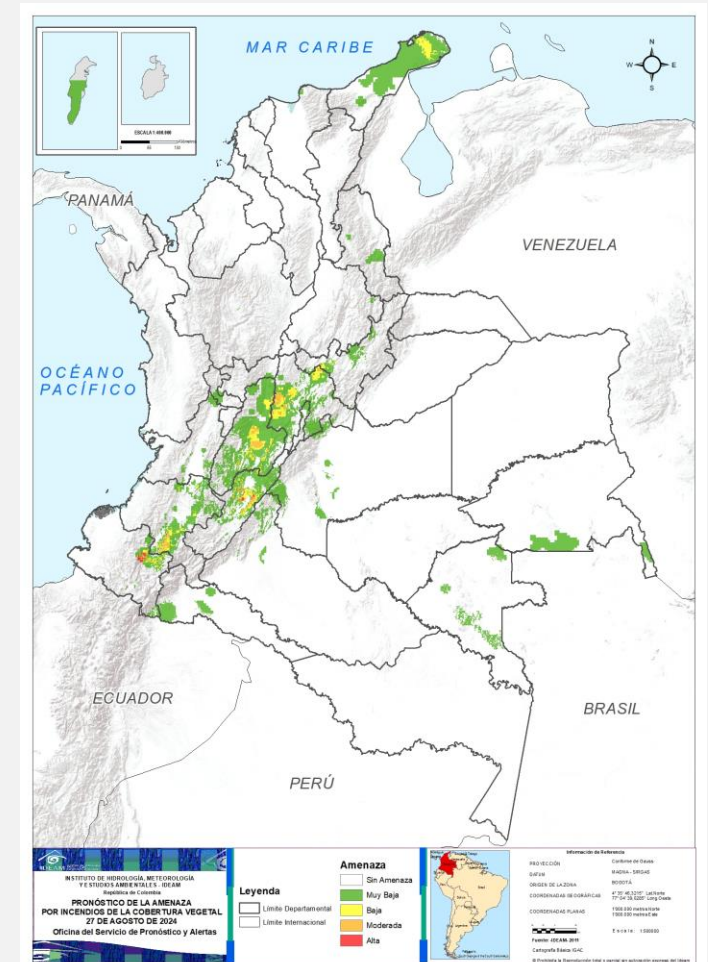 MAR CARIBE
N
W
E
S
ESCALA 1:400.000
PANAMÁ
VENEZUELA
OCÉANO
PACÍFICO
ECUADOR
BRASIL
PERÚ
INSTITUTO DE HIDROLOGÍA, METEOROLOGÍA
Y ESTUDIOS AMBIENTALES - IDEAM
República de Colombia
PRONÓSTICO DE LA AMENAZA
POR INCENDIOS DE LA COBERTURA VEGETAL
27 DE AGOSTO DE 2024
Oficina del Servicio de Pronóstico y Alertas
Leyenda
Límite Departamental
Límite Internacional
Amenaza
Sin Amenaza
Muy Baja
Baja
Moderada
Alta
Información de Referencia
PROYECCIÓN Conforme de Gauss
DATUM MAGNA - SIRGAS
ORIGEN DE LA ZONA BOGOTÁ
COORDENADAS GEOGRÁFICAS
COORDENADAS PLANAS
Fuente: IDEAM- 2019
Cartografía Básica: IGAC